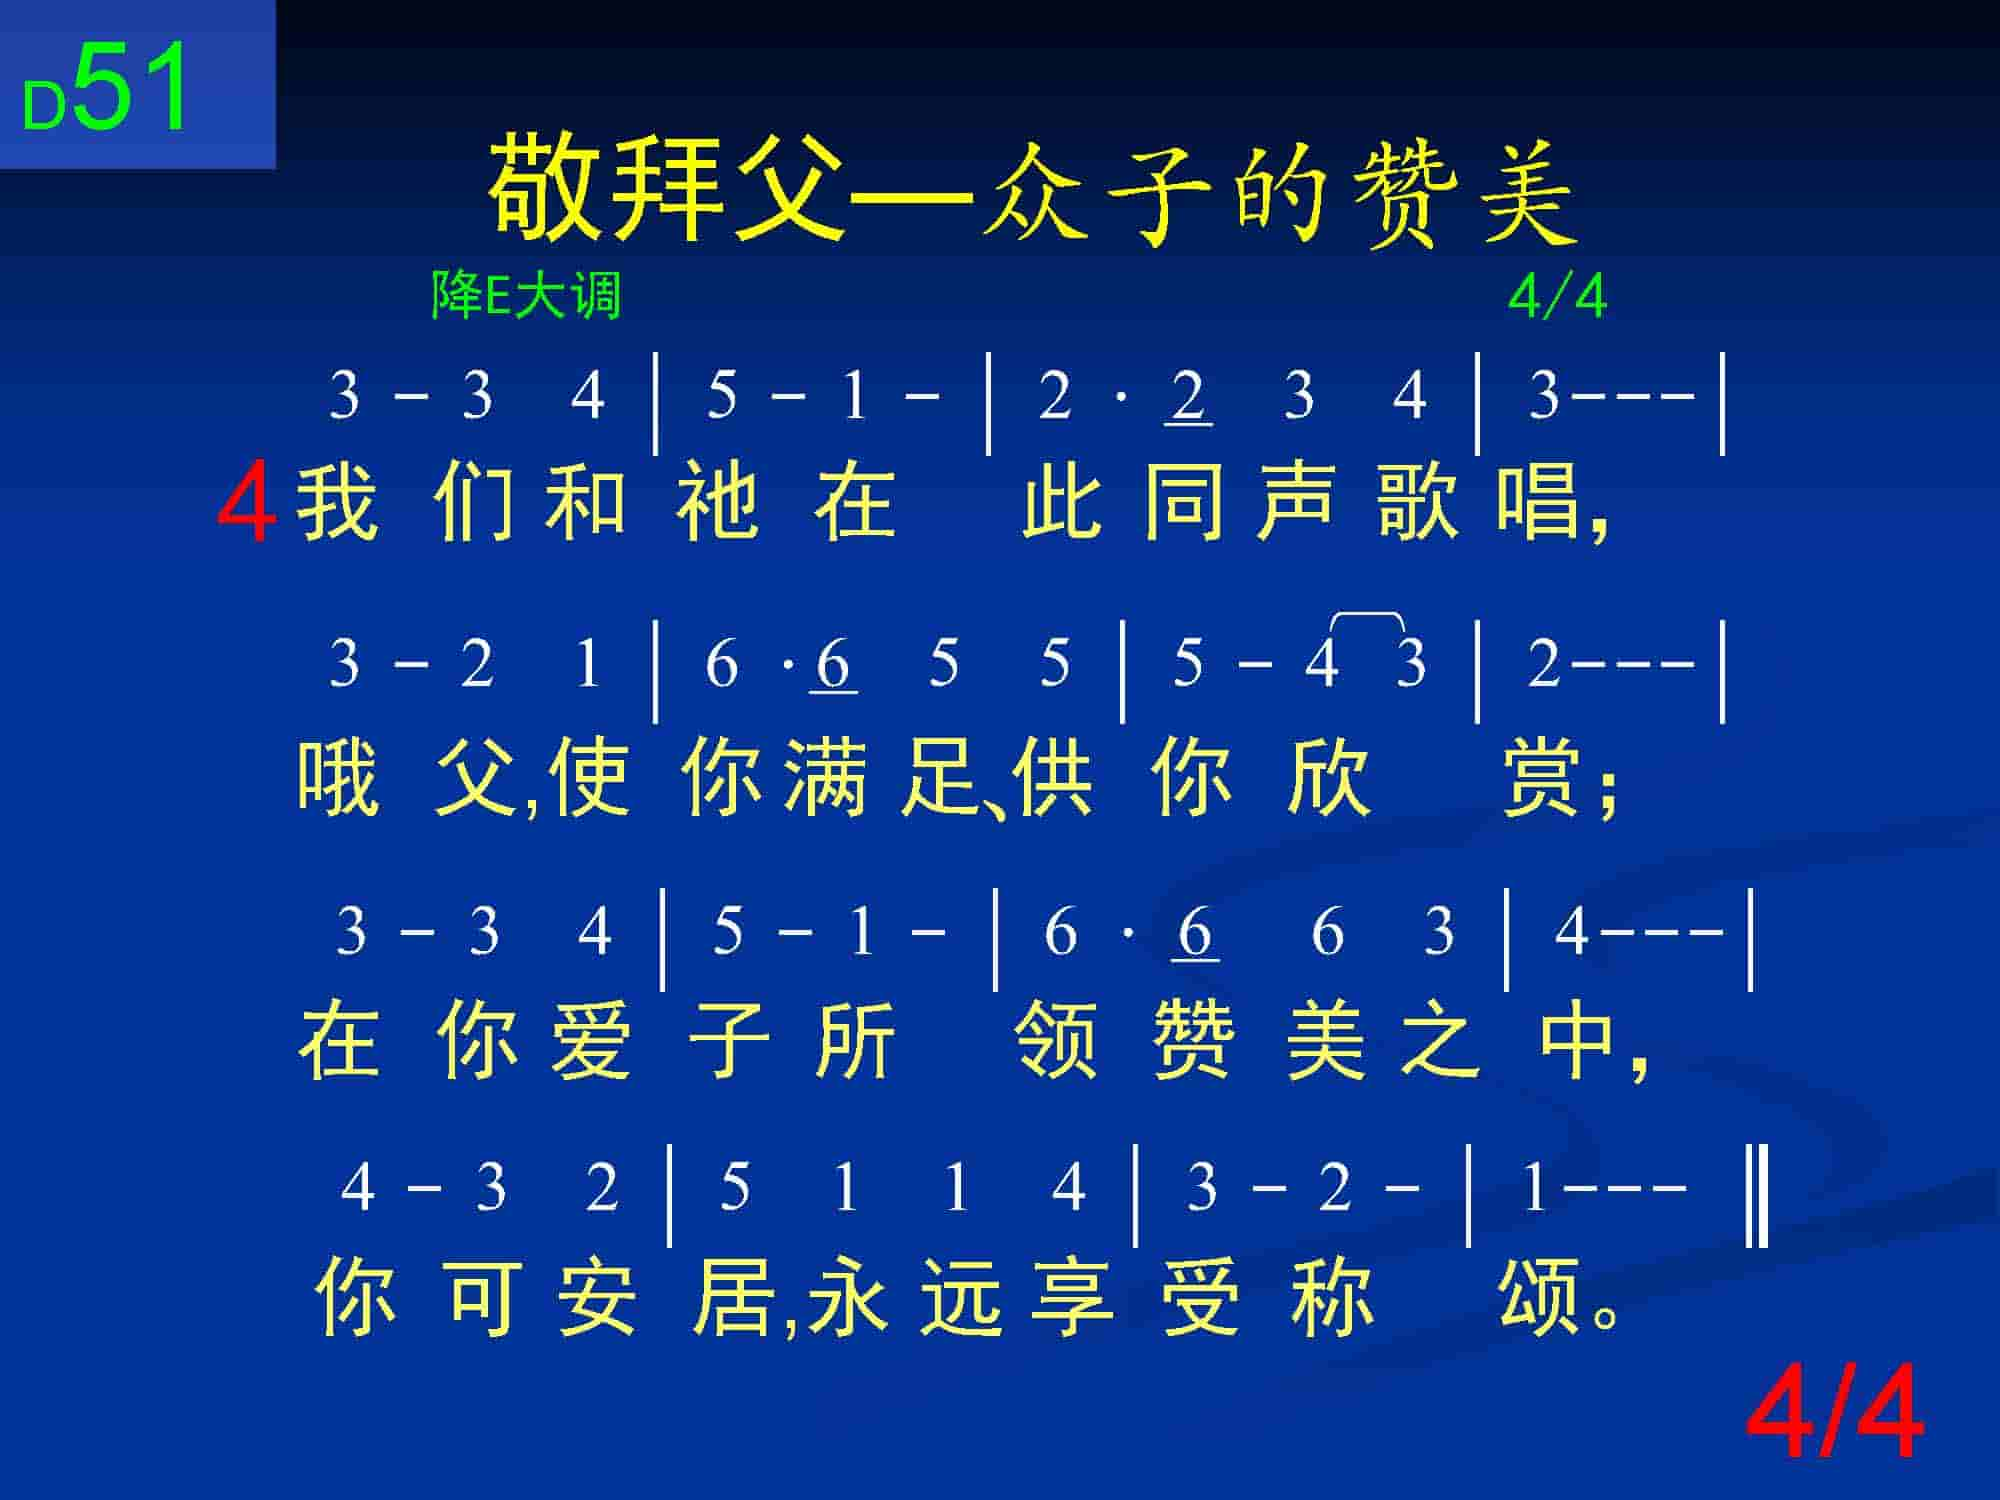 D51
敬拜父—众子的赞美
降E大调 4/4
3 - 3 4 | 5 - 1 - | 2 · 2 3 4 | 3 - - - |
4 我们和祂在此同声歌唱，
3 - 2 1 | 6 · 6 5 5 | 5 - 4 3 | 2 - - - |
哦父,使你满足、供你欣赏；
3 - 3 4 | 5 - 1 - | 6 · 6 6 3 | 4 - - - |
在你爱子所领赞美之中，
4 - 3 2 | 5 1 1 4 | 3 - 2 - | 1 - - - ‖
你可安居,永远享受称颂。
4/4